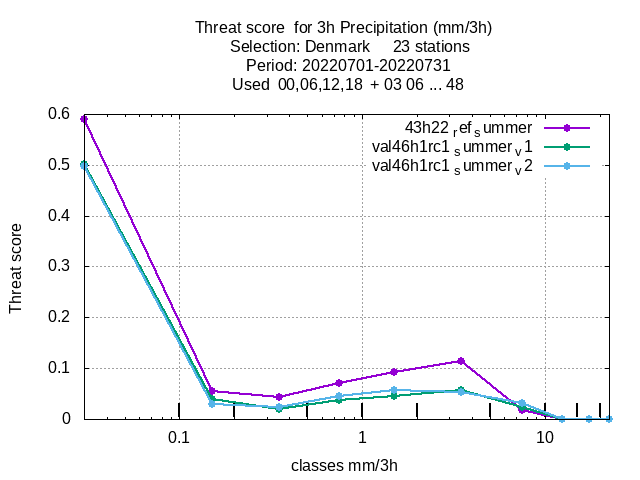 Threat score  for 3h Precipitation (mm/3h)
Selection: Denmark     23 stations
Period: 20220701-20220731
Used  00,06,12,18  + 03 06 ... 48
43h22 ref summer
val46h1rc1 summer v1
val46h1rc1 summer v2
0.6
0.5
0.4
0.3
0.2
0.1
0
Threat score
0.1 1 10
classes mm/3h